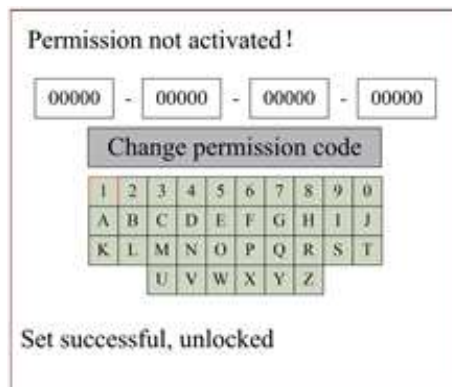 Permission not activated!
00000 - 00000 - 00000 - 00000
Change permission code
1 2 3 4 5 6 7 8 9 0
A B C D E F G H I J
K L M N O P Q R S T
U V W X Y Z
Set successful, unlocked